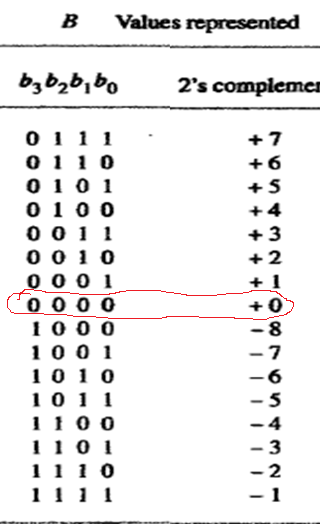 B Values represented
b3b2b1b0 2's complemen
0 1 1 1 +7
0 1 1 0 +6
0 1 0 1 +5
0 1 0 0 +4
0 0 1 1 +3
0 0 1 0 +2
0 0 0 1 +1
0 0 0 0 +0
1 0 0 0 −8
1 0 0 1 −7
1 0 1 0 −6
1 0 1 1 −5
1 1 0 0 −4
1 1 0 1 −3
1 1 1 0 −2
1 1 1 1 −1